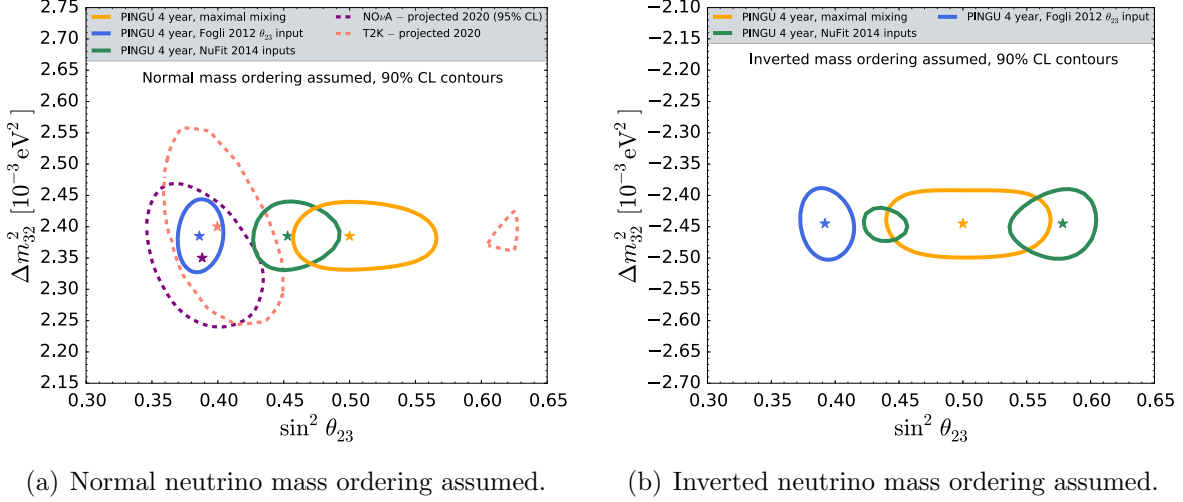 PINGU 4 year, maximal mixing
PINGU 4 year, Fogli 2012 θ23 input
PINGU 4 year, NuFit 2014 inputs
NOνA − projected 2020 (95% CL)
T2K − projected 2020
Normal mass ordering assumed, 90% CL contours
2.75
2.70
2.65
2.60
2.55
2.50
2.45
2.40
2.35
2.30
2.25
2.20
2.15
Δm²32 [10−3 eV2]
0.30 0.35 0.40 0.45 0.50 0.55 0.60 0.65
sin² θ23
(a) Normal neutrino mass ordering assumed.
PINGU 4 year, maximal mixing
PINGU 4 year, NuFit 2014 inputs
PINGU 4 year, Fogli 2012 θ23 input
Inverted mass ordering assumed, 90% CL contours
−2.10
−2.15
−2.20
−2.25
−2.30
−2.35
−2.40
−2.45
−2.50
−2.55
−2.60
−2.65
−2.70
Δm²32 [10−3 eV2]
0.30 0.35 0.40 0.45 0.50 0.55 0.60 0.65
sin² θ23
(b) Inverted neutrino mass ordering assumed.